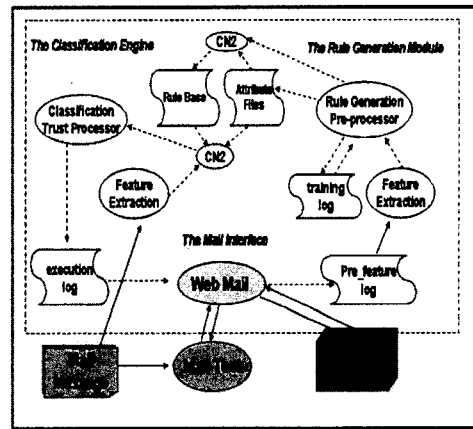 The Classification Engine
CN2
The Rule Generation Module
Rule Base
Attribute
Files
Classification
Trust Processor
Rule Generation
Pre-processor
CN2
Feature
Extraction
training
log
Feature
Extraction
The Mail Interface
execution
log
Web Mail
Pre_feature
log